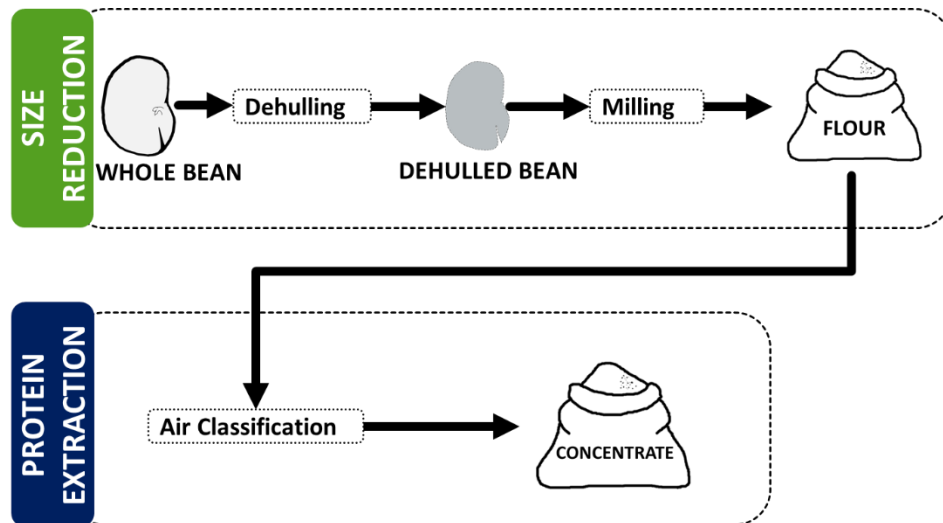 SIZE
REDUCTION
Dehulling
Milling
FLOUR
WHOLE BEAN
DEHULLED BEAN
PROTEIN
EXTRACTION
Air Classification
CONCENTRATE